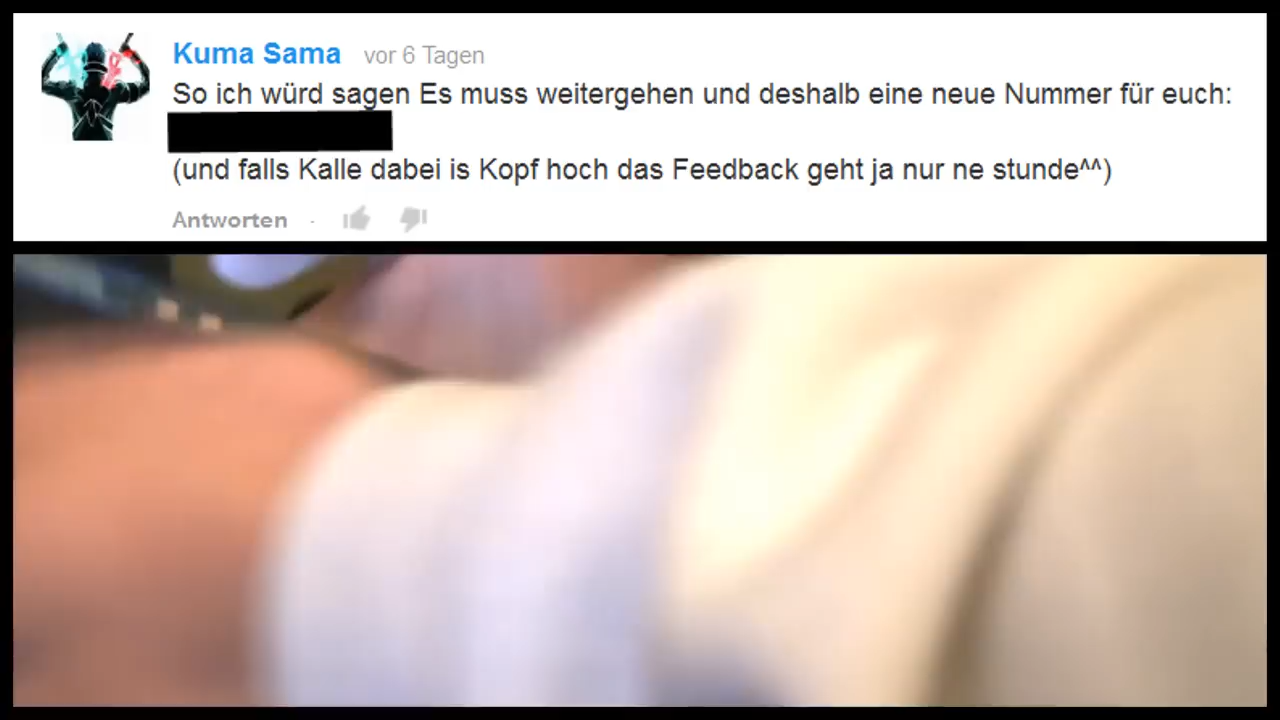 Kuma Sama vor 6 Tagen
So ich würd sagen Es muss weitergehen und deshalb eine neue Nummer für euch:
(und falls Kalle dabei is Kopf hoch das Feedback geht ja nur ne stunde^^)
Antworten ·